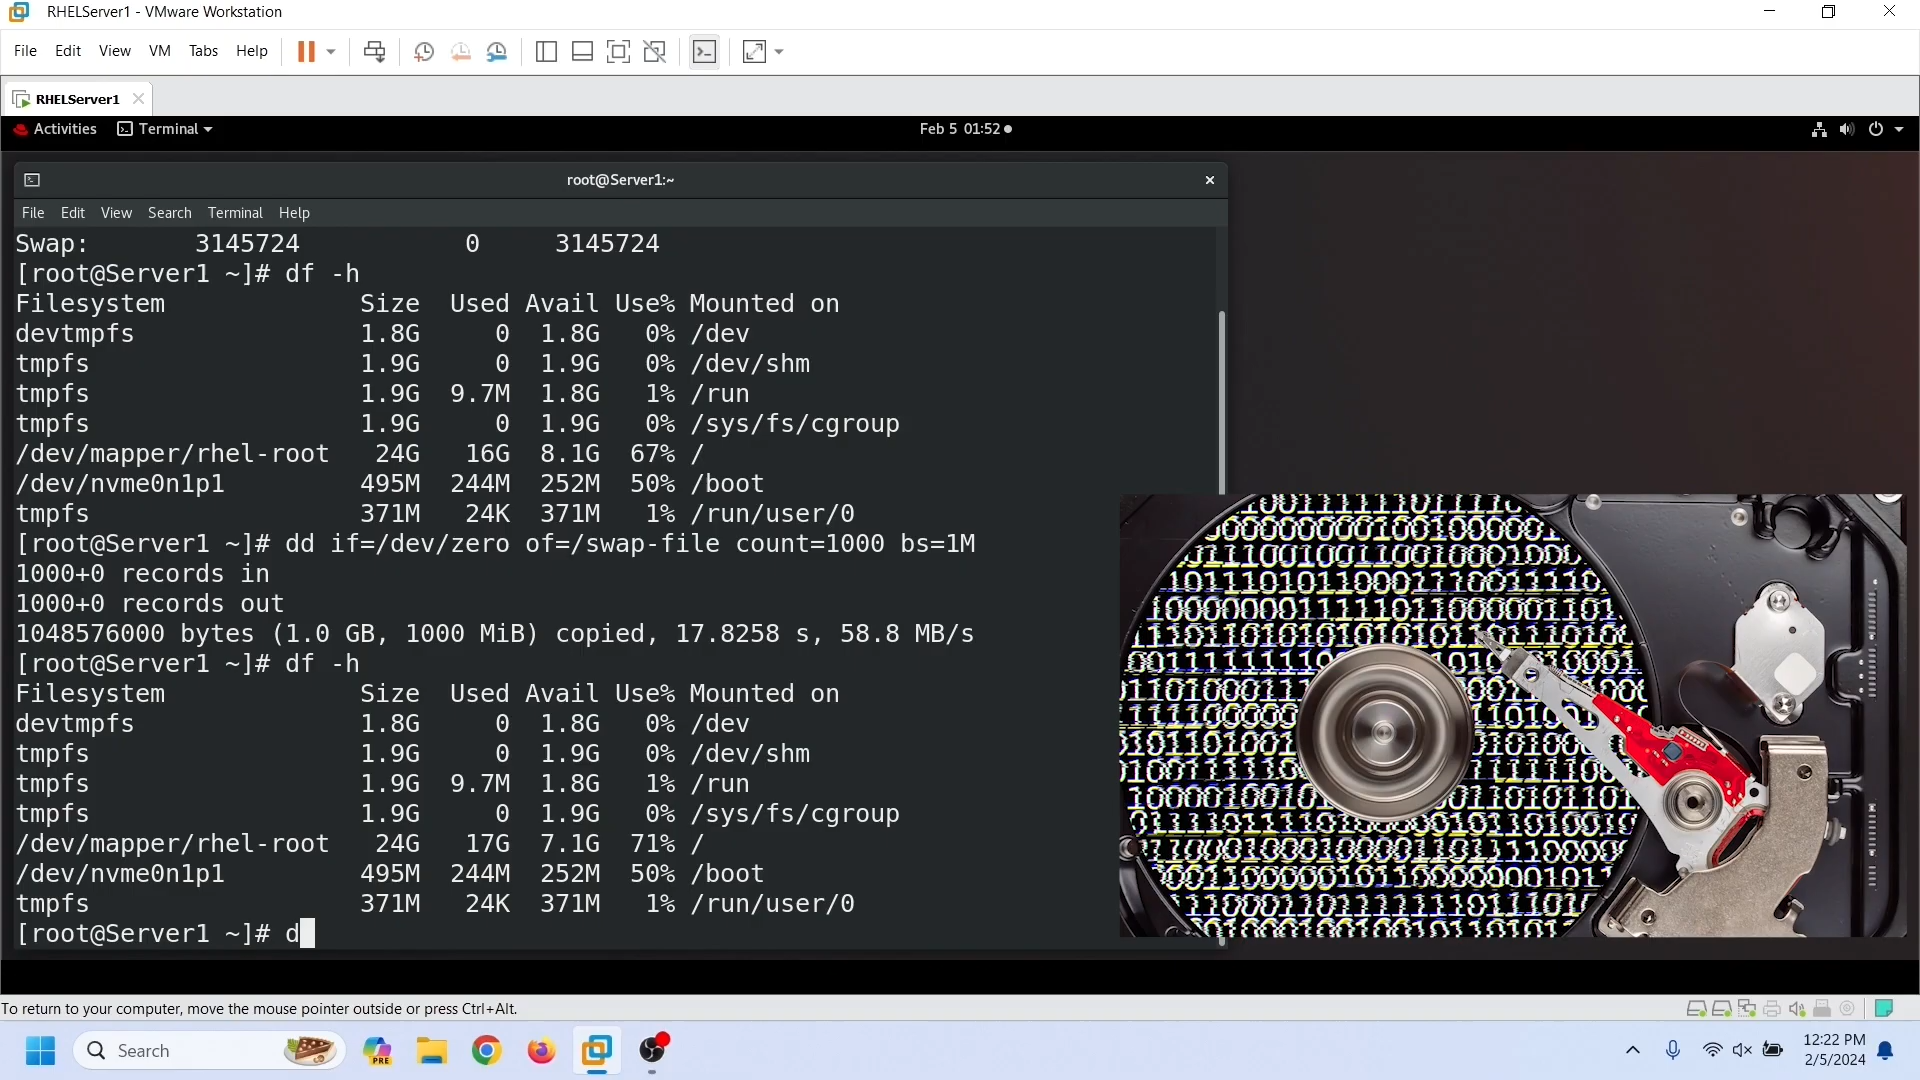 RHELServer1 - VMware Workstation
File Edit View VM Tabs Help
RHELServer1
Activities Terminal Feb 5 01:52
root@Server1:~
File Edit View Search Terminal Help
Swap: 3145724 0 3145724
[root@Server1 ~]# df -h
Filesystem Size Used Avail Use% Mounted on
devtmpfs 1.8G 0 1.8G 0% /dev
tmpfs 1.9G 0 1.9G 0% /dev/shm
tmpfs 1.9G 9.7M 1.8G 1% /run
tmpfs 1.9G 0 1.9G 0% /sys/fs/cgroup
/dev/mapper/rhel-root 24G 16G 8.1G 67% /
/dev/nvme0n1p1 495M 244M 252M 50% /boot
tmpfs 371M 24K 371M 1% /run/user/0
[root@Server1 ~]# dd if=/dev/zero of=/swap-file count=1000 bs=1M
1000+0 records in
1000+0 records out
1048576000 bytes (1.0 GB, 1000 MiB) copied, 17.8258 s, 58.8 MB/s
[root@Server1 ~]# df -h
Filesystem Size Used Avail Use% Mounted on
devtmpfs 1.8G 0 1.8G 0% /dev
tmpfs 1.9G 0 1.9G 0% /dev/shm
tmpfs 1.9G 9.7M 1.8G 1% /run
tmpfs 1.9G 0 1.9G 0% /sys/fs/cgroup
/dev/mapper/rhel-root 24G 17G 7.1G 71% /
/dev/nvme0n1p1 495M 244M 252M 50% /boot
tmpfs 371M 24K 371M 1% /run/user/0
[root@Server1 ~]# d
To return to your computer, move the mouse pointer outside or press Ctrl+Alt.
Search
PRE
12:22 PM
2/5/2024